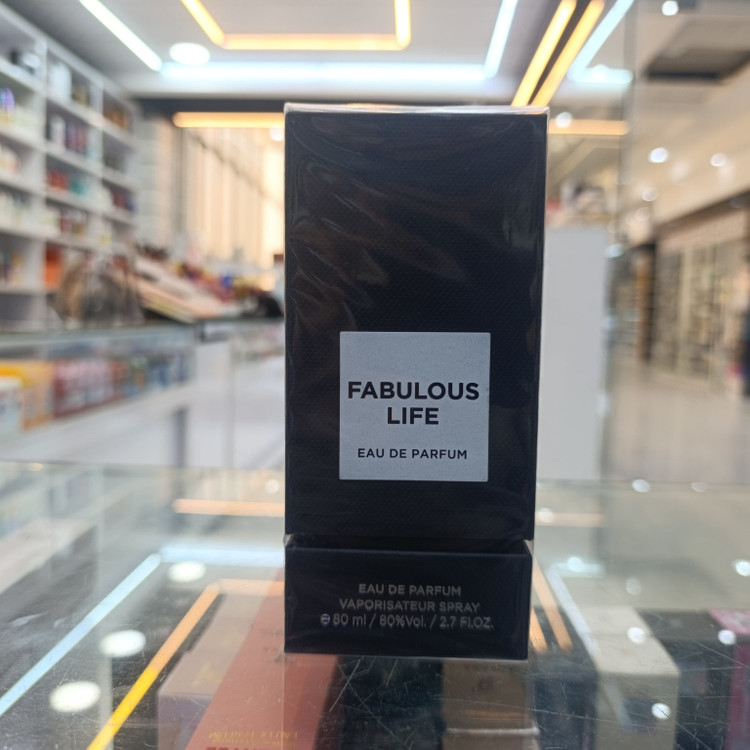 FABULOUS
LIFE
EAU DE PARFUM
EAU DE PARFUM
VAPORISATEUR SPRAY
℮80 ml / 80%Vol. / 2.7 Fl.OZ.